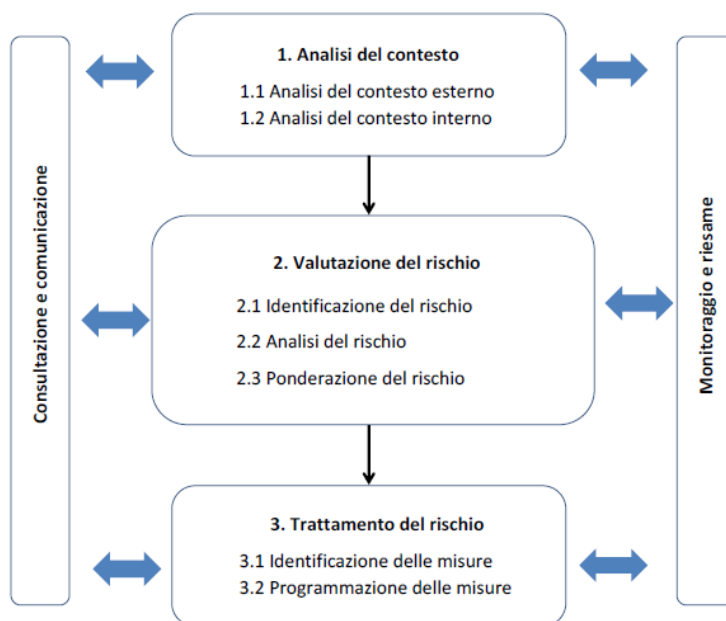 Consultazione e comunicazione
1. Analisi del contesto
1.1 Analisi del contesto esterno
1.2 Analisi del contesto interno
2. Valutazione del rischio
2.1 Identificazione del rischio
2.2 Analisi del rischio
2.3 Ponderazione del rischio
3. Trattamento del rischio
3.1 Identificazione delle misure
3.2 Programmazione delle misure
Monitoraggio e riesame